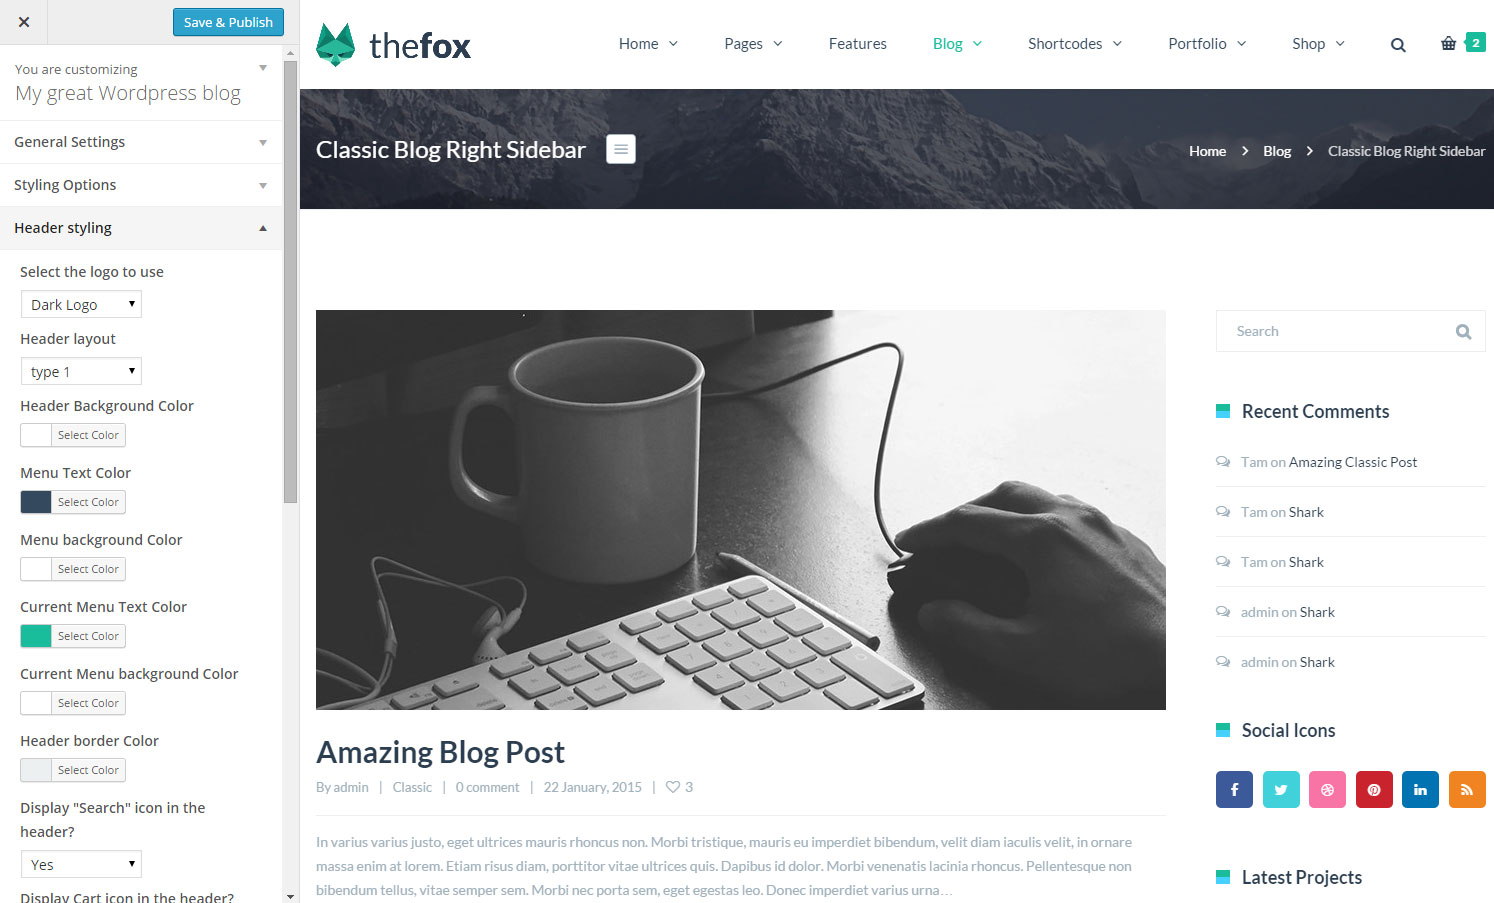 Save & Publish
You are customizing
My great Wordpress blog
General Settings
Styling Options
Header styling
Select the logo to use
Dark Logo
Header layout
type 1
Header Background Color
Select Color
Menu Text Color
Select Color
Menu background Color
Select Color
Current Menu Text Color
Select Color
Current Menu background Color
Select Color
Header border Color
Select Color
Display "Search" icon in the
header?
Yes
Display Cart icon in the header?
thefox
Home
Pages
Features
Blog
Shortcodes
Portfolio
Shop
2
Classic Blog Right Sidebar
Home > Blog > Classic Blog Right Sidebar
Amazing Blog Post
By admin | Classic | 0 comment | 22 January, 2015 | 3
In varius varius justo, eget ultrices mauris rhoncus non. Morbi tristique, mauris eu imperdiet bibendum, velit diam iaculis velit, in ornare
massa enim at lorem. Etiam risus diam, porttitor vitae ultrices quis. Dapibus id dolor. Morbi venenatis lacinia rhoncus. Pellentesque non
bibendum tellus, vitae semper sem. Morbi nec porta sem, eget egestas leo. Donec imperdiet varius urna…
Search
Recent Comments
Tam on Amazing Classic Post
Tam on Shark
Tam on Shark
admin on Shark
admin on Shark
Social Icons
Latest Projects